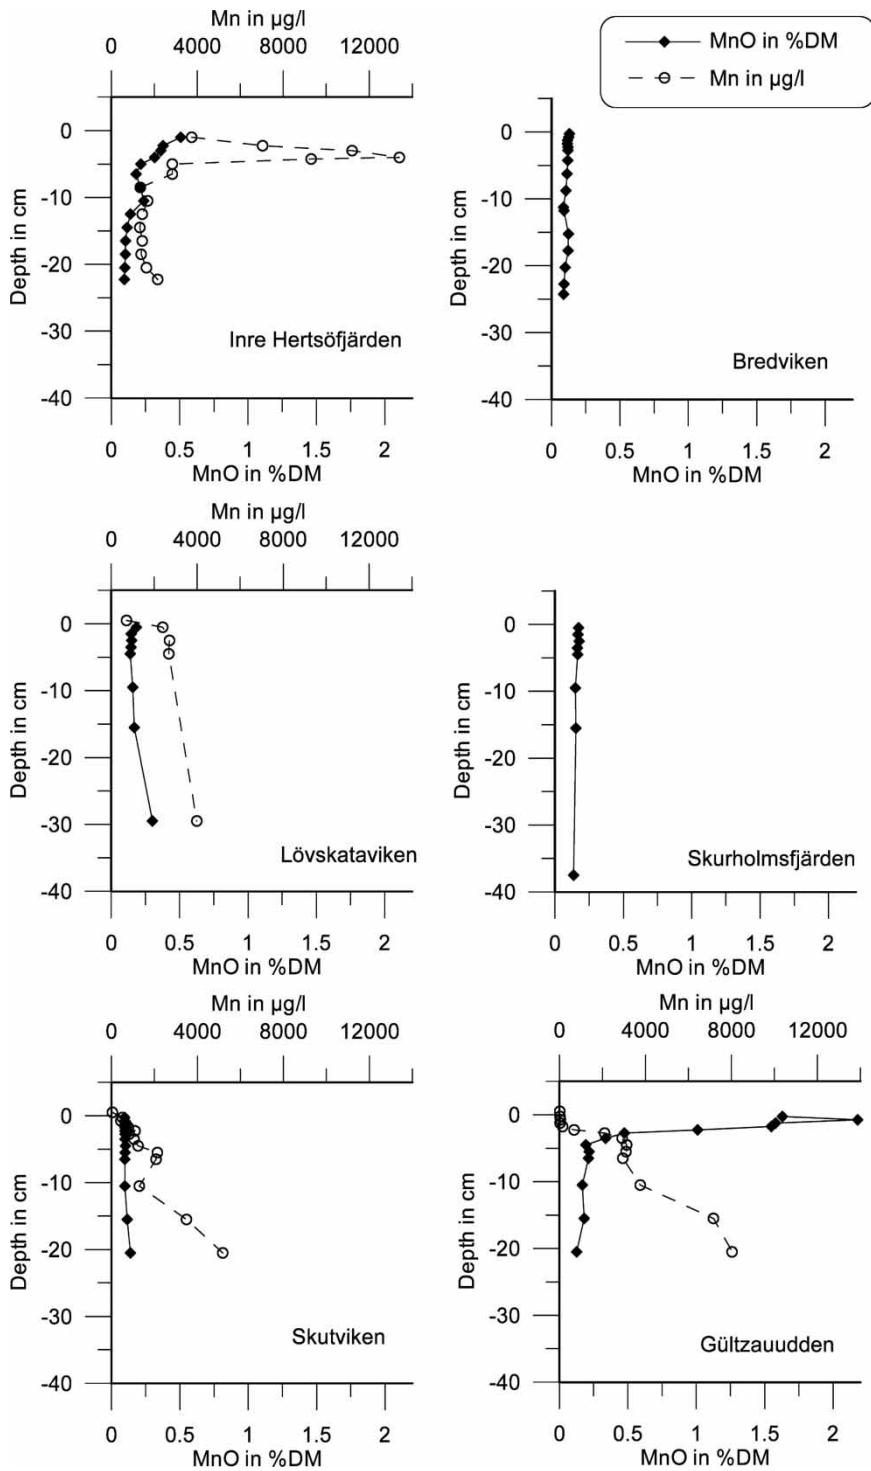 Mn in µg/l
0 4000 8000 12000
MnO in %DM
Mn in µg/l
0
-10
-20
-30
-40
Depth in cm
Inre Hertsöfjärden
0 0.5 1 1.5 2
MnO in %DM
0
-10
-20
-30
-40
Depth in cm
Bredviken
0 0.5 1 1.5 2
MnO in %DM
Mn in µg/l
0 4000 8000 12000
0
-10
-20
-30
-40
Depth in cm
Lövskataviken
0 0.5 1 1.5 2
MnO in %DM
0
-10
-20
-30
-40
Depth in cm
Skurholmsfjärden
0 0.5 1 1.5 2
MnO in %DM
Mn in µg/l
0 4000 8000 12000
0
-10
-20
-30
-40
Depth in cm
Skutviken
0 0.5 1 1.5 2
MnO in %DM
Mn in µg/l
0 4000 8000 12000
0
-10
-20
-30
-40
Depth in cm
Gültzauudden
0 0.5 1 1.5 2
MnO in %DM